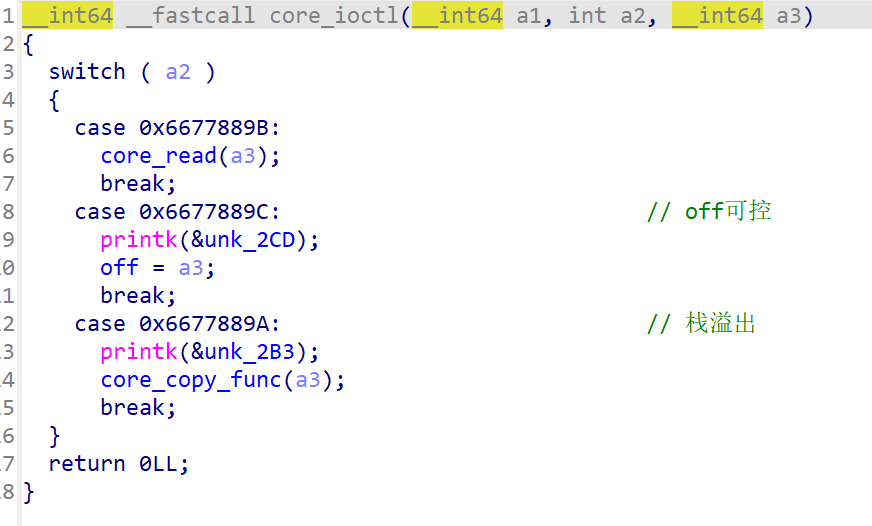 1 __int64 __fastcall core_ioctl(__int64 a1, int a2, __int64 a3)
2 {
3   switch ( a2 )
4   {
5     case 0x6677889B:
6       core_read(a3);
7       break;
8     case 0x6677889C:                         // off可控
9       printk(&unk_2CD);
0       off = a3;
1       break;
2     case 0x6677889A:                         // 栈溢出
3       printk(&unk_2B3);
4       core_copy_func(a3);
5       break;
6   }
7   return 0LL;
8 }